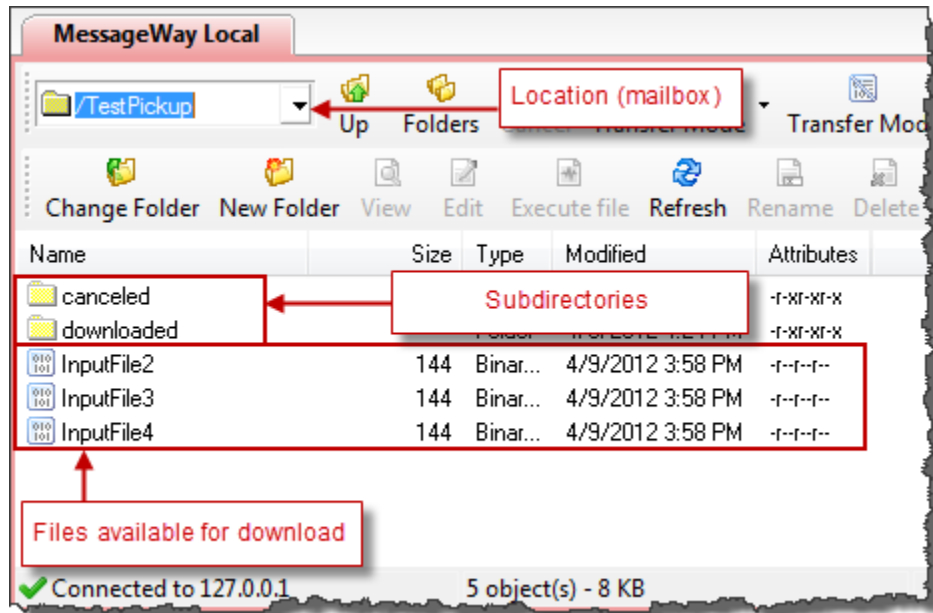 MessageWay Local
/TestPickup
Location (mailbox)
Up Folders Transfer Mode Transfer Mod
Change Folder New Folder View Edit Execute file Refresh Rename Delete
Name Size Type Modified Attributes
canceled -r-xr-xr-x
Subdirectories
downloaded -r-xr-xr-x
InputFile2 144 Binar... 4/9/2012 3:58 PM -r--r--r--
InputFile3 144 Binar... 4/9/2012 3:58 PM -r--r--r--
InputFile4 144 Binar... 4/9/2012 3:58 PM -r--r--r--
Files available for download
Connected to 127.0.0.1 5 object(s) - 8 KB